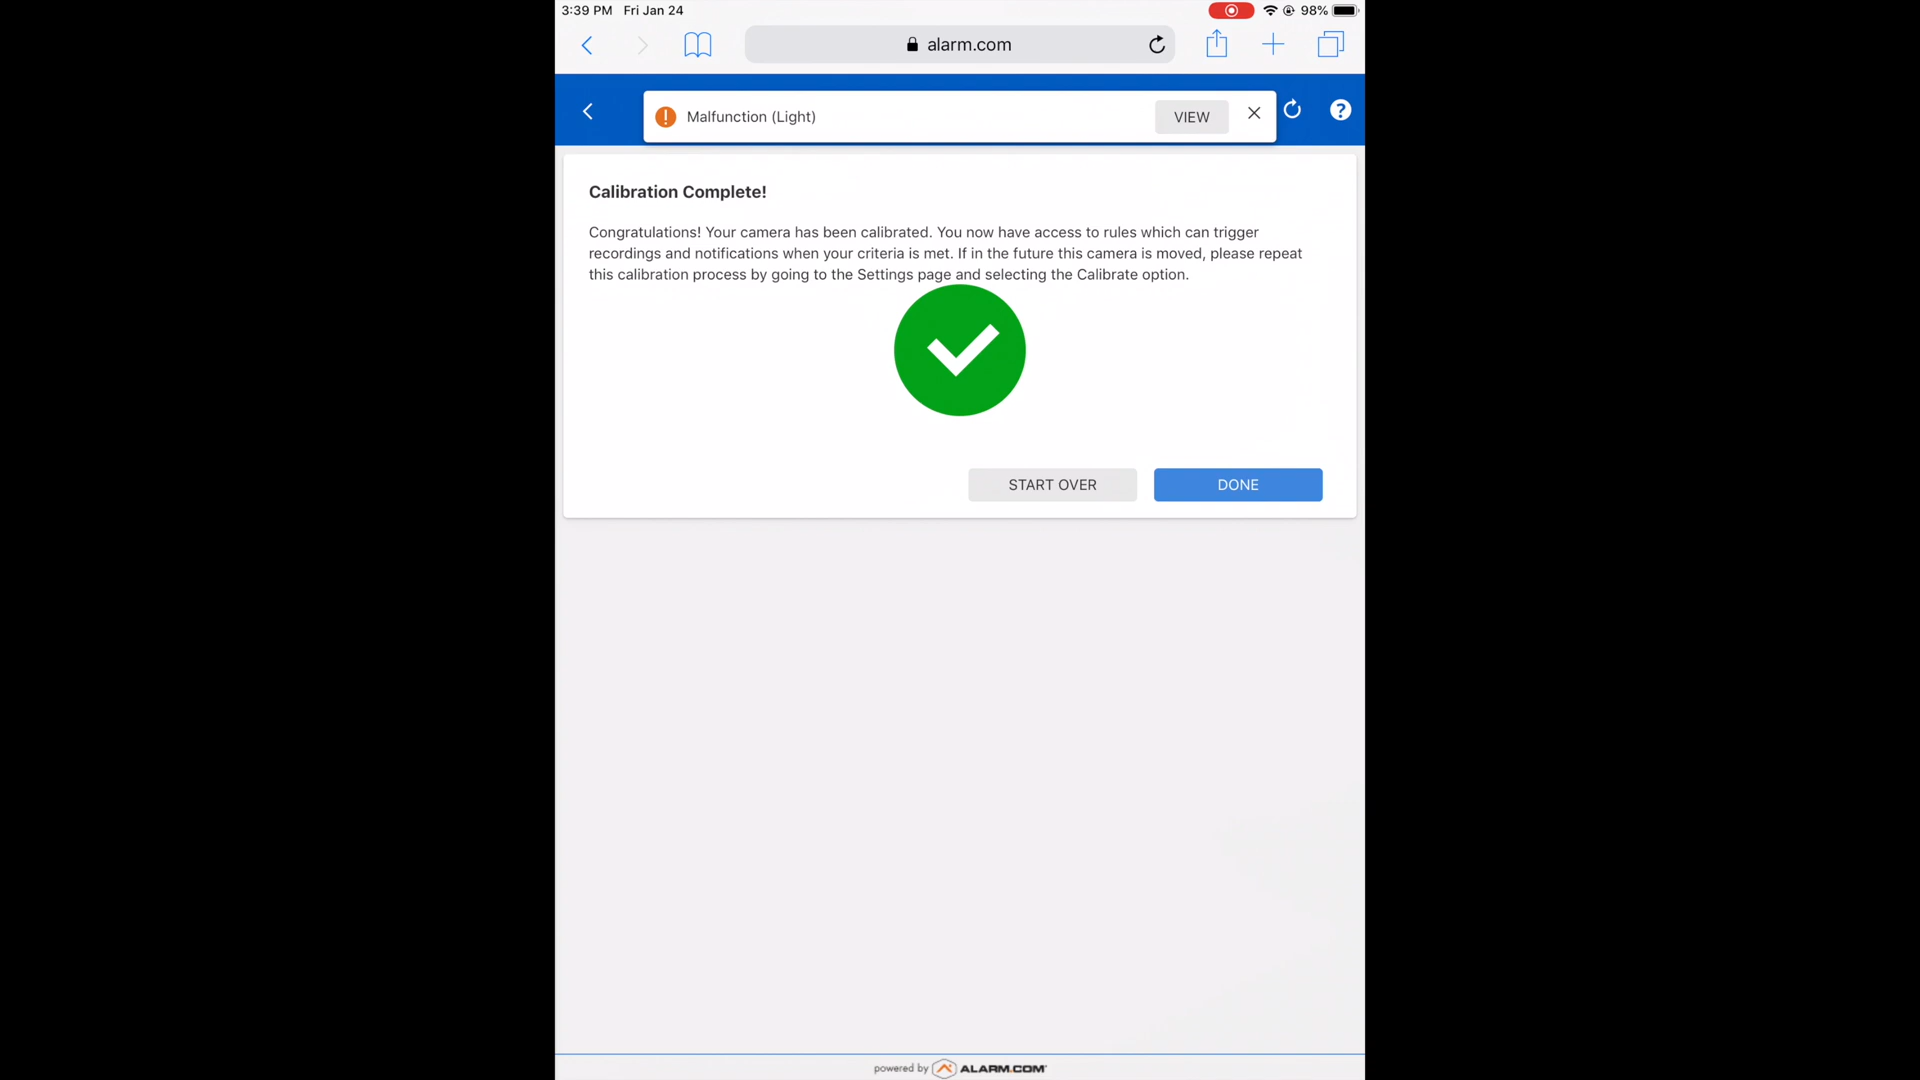 3:39 PM Fri Jan 24 98%
alarm.com
Malfunction (Light) VIEW
Calibration Complete!
Congratulations! Your camera has been calibrated. You now have access to rules which can trigger
recordings and notifications when your criteria is met. If in the future this camera is moved, please repeat
this calibration process by going to the Settings page and selecting the Calibrate option.
START OVER DONE
powered by ALARM.COM